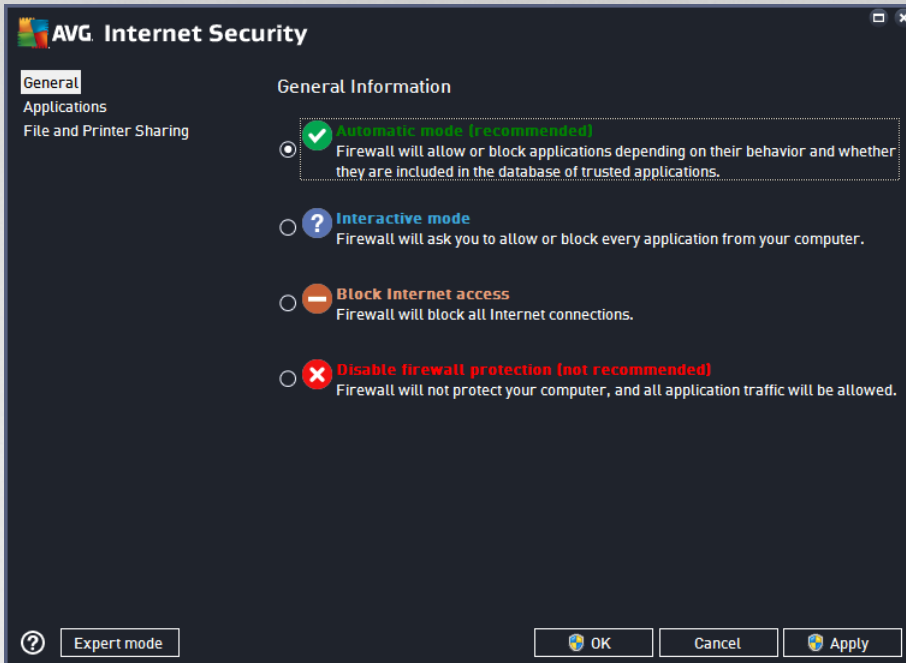 AVG. Internet Security
General
Applications
File and Printer Sharing
General Information
Automatic mode (recommended)
Firewall will allow or block applications depending on their behavior and whether
they are included in the database of trusted applications.
Interactive mode
Firewall will ask you to allow or block every application from your computer.
Block Internet access
Firewall will block all Internet connections.
Disable firewall protection (not recommended)
Firewall will not protect your computer, and all application traffic will be allowed.
Expert mode
OK
Cancel
Apply